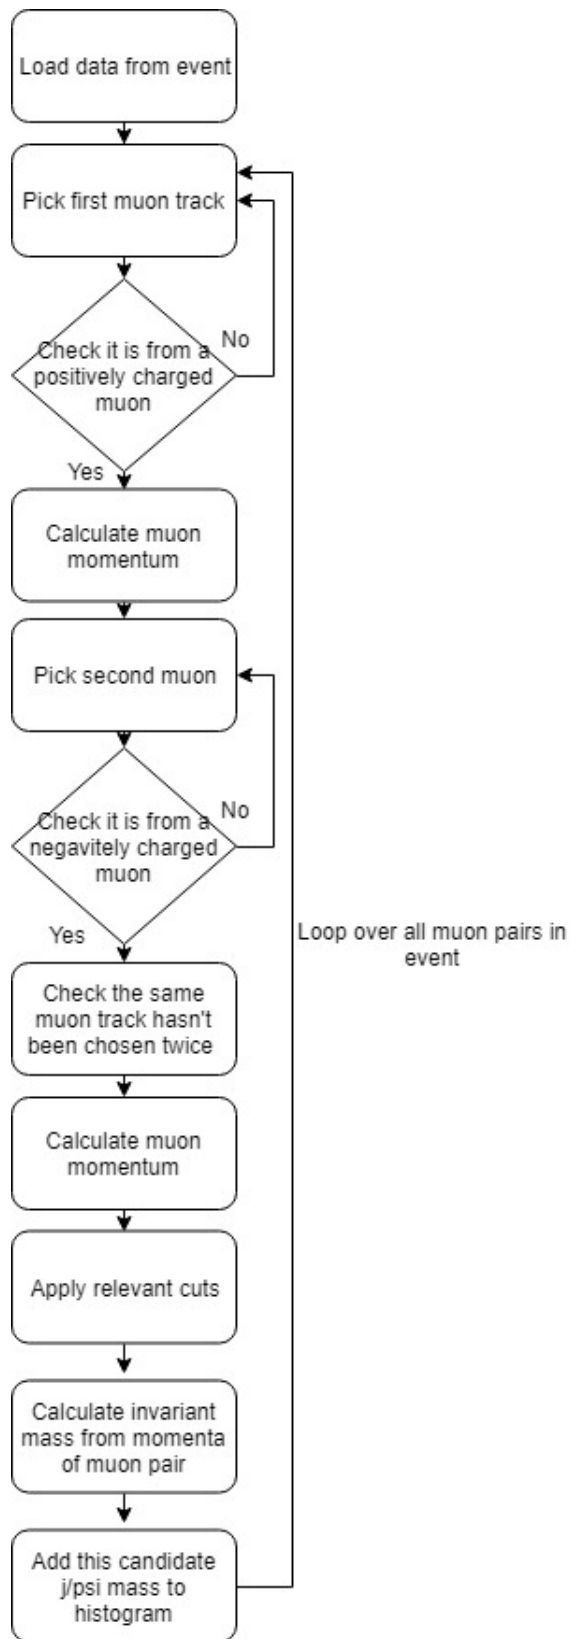 Load data from event
Pick first muon track
No
Check it is from a
positively charged
muon
Yes
Calculate muon
momentum
Pick second muon
No
Check it is from a
negavitely charged
muon
Yes
Loop over all muon pairs in
event
Check the same
muon track hasn't
been chosen twice
Calculate muon
momentum
Apply relevant cuts
Calculate invariant
mass from momenta
of muon pair
Add this candidate
j/psi mass to
histogram